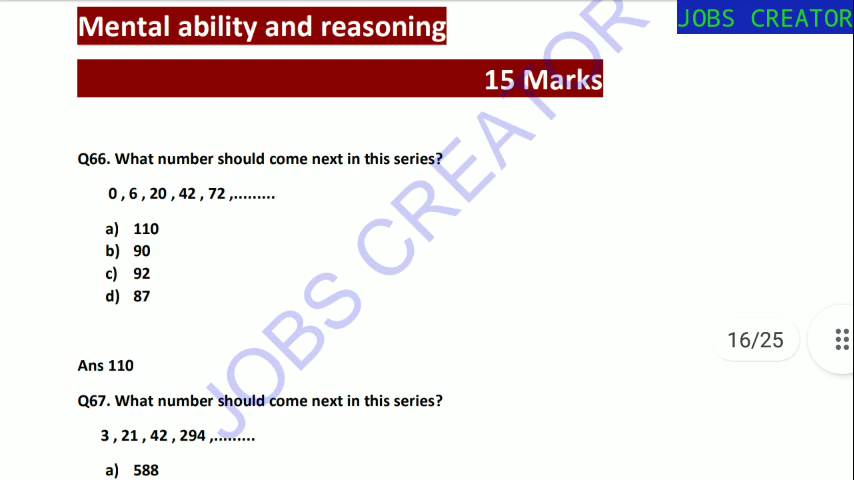 Mental ability and reasoning
JOBS CREATOR
15 Marks
Q66. What number should come next in this series?
0 , 6 , 20 , 42 , 72 ,.........
a) 110
b) 90
c) 92
d) 87
16/25
Ans 110
Q67. What number should come next in this series?
3 , 21 , 42 , 294 ,.........
a) 588
JOBS CREATOR